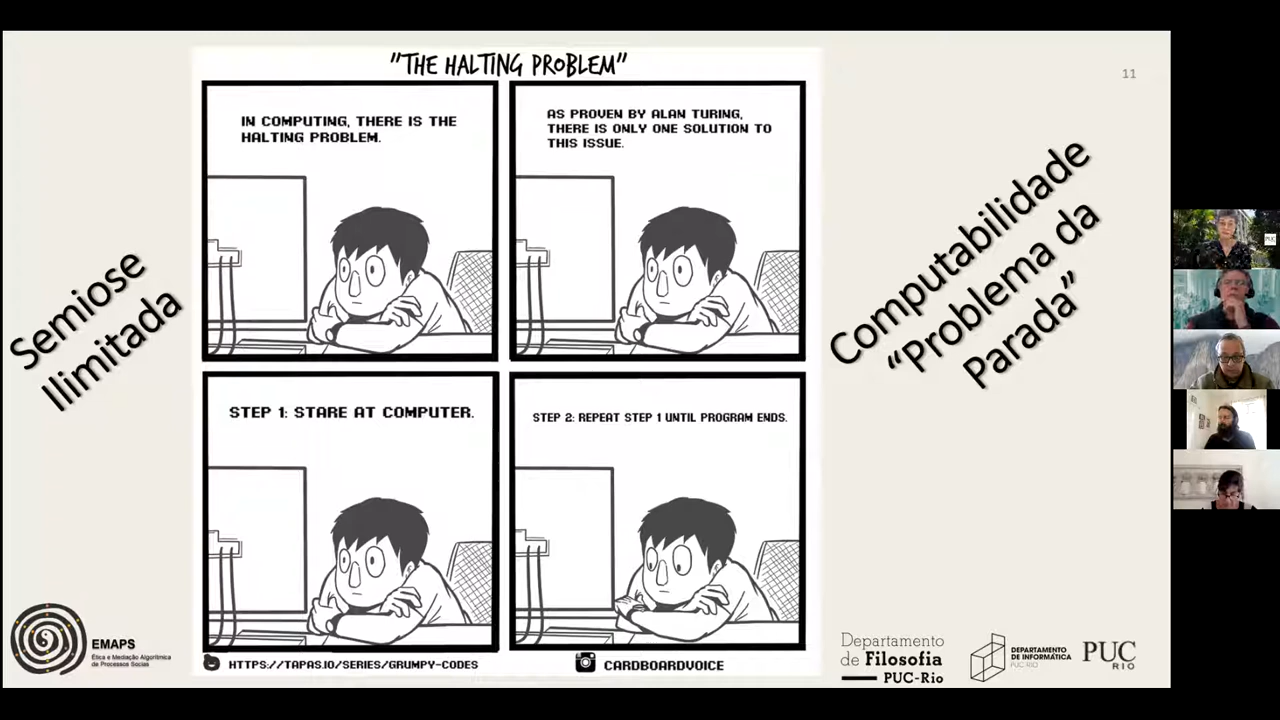 "THE HALTING PROBLEM"
11
IN COMPUTING, THERE IS THE
HALTING PROBLEM.
AS PROVEN BY ALAN TURING,
THERE IS ONLY ONE SOLUTION TO
THIS ISSUE.
Semiose
Ilimitada
Computabilidade
“Problema da
Parada”
STEP 1: STARE AT COMPUTER.
STEP 2: REPEAT STEP 1 UNTIL PROGRAM ENDS.
EMAPS
Ética e Mediação Algorítmica
de Processos Sociais
HTTPS://TAPAS.IO/SERIES/GRUMPY-CODES
CARDBOARDVOICE
Departamento
de Filosofia
PUC-Rio
DEPARTAMENTO
DE INFORMÁTICA
PUC RIO
PUC
RIO
PUC